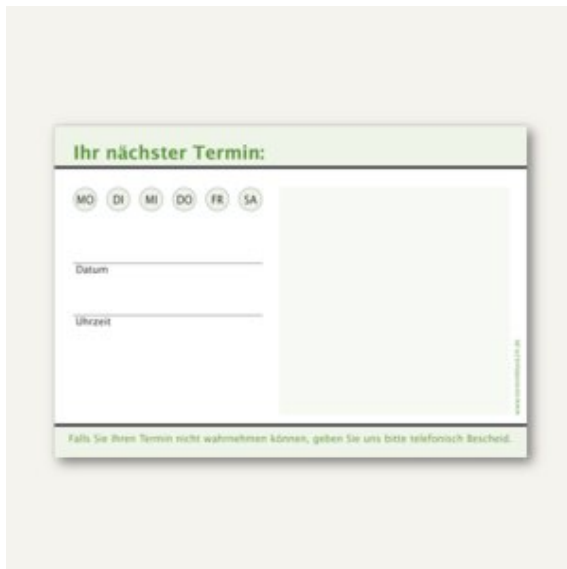 Ihr nächster Termin:
MO DI MI DO FR SA
Datum
Uhrzeit
Falls Sie Ihren Termin nicht wahrnehmen können, geben Sie uns bitte telefonisch Bescheid.